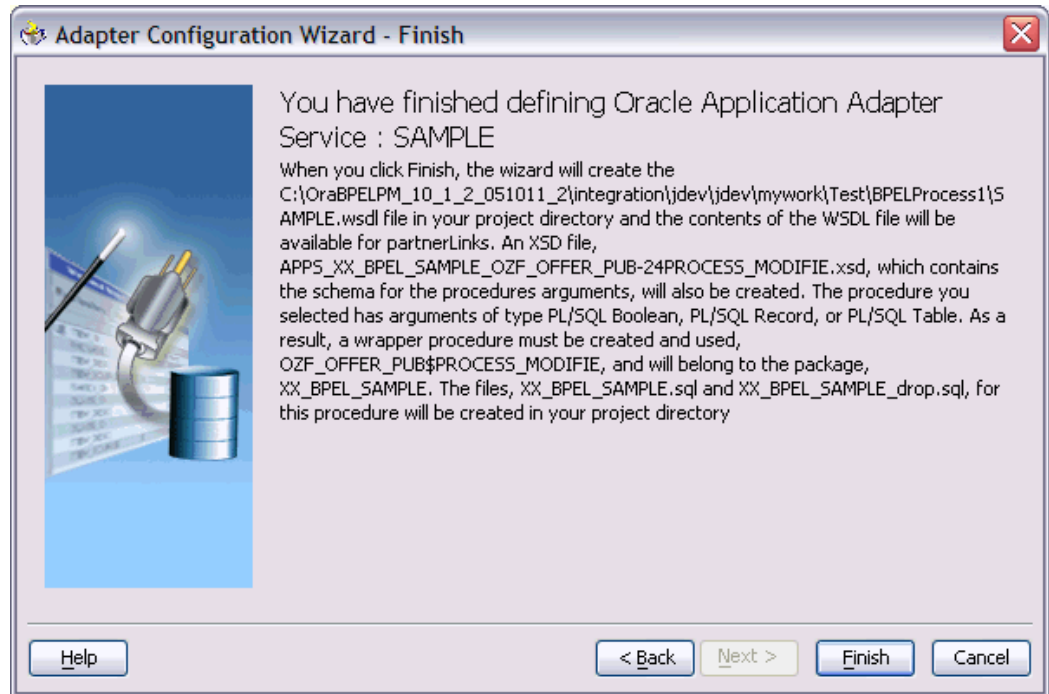 Adapter Configuration Wizard - Finish
You have finished defining Oracle Application Adapter
Service : SAMPLE
When you click Finish, the wizard will create the
C:\OraBPELPM_10_1_2_051011_2\integration\jdev\jdev\mywork\Test\BPELProcess1\S
AMPLE.wsdl file in your project directory and the contents of the WSDL file will be
available for partnerLinks. An XSD file,
APPS_XX_BPEL_SAMPLE_OZF_OFFER_PUB-24PROCESS_MODIFIE.xsd, which contains
the schema for the procedures arguments, will also be created. The procedure you
selected has arguments of type PL/SQL Boolean, PL/SQL Record, or PL/SQL Table. As a
result, a wrapper procedure must be created and used,
OZF_OFFER_PUB$PROCESS_MODIFIE, and will belong to the package,
XX_BPEL_SAMPLE. The files, XX_BPEL_SAMPLE.sql and XX_BPEL_SAMPLE_drop.sql, for
this procedure will be created in your project directory
Help
< Back
Next >
Finish
Cancel